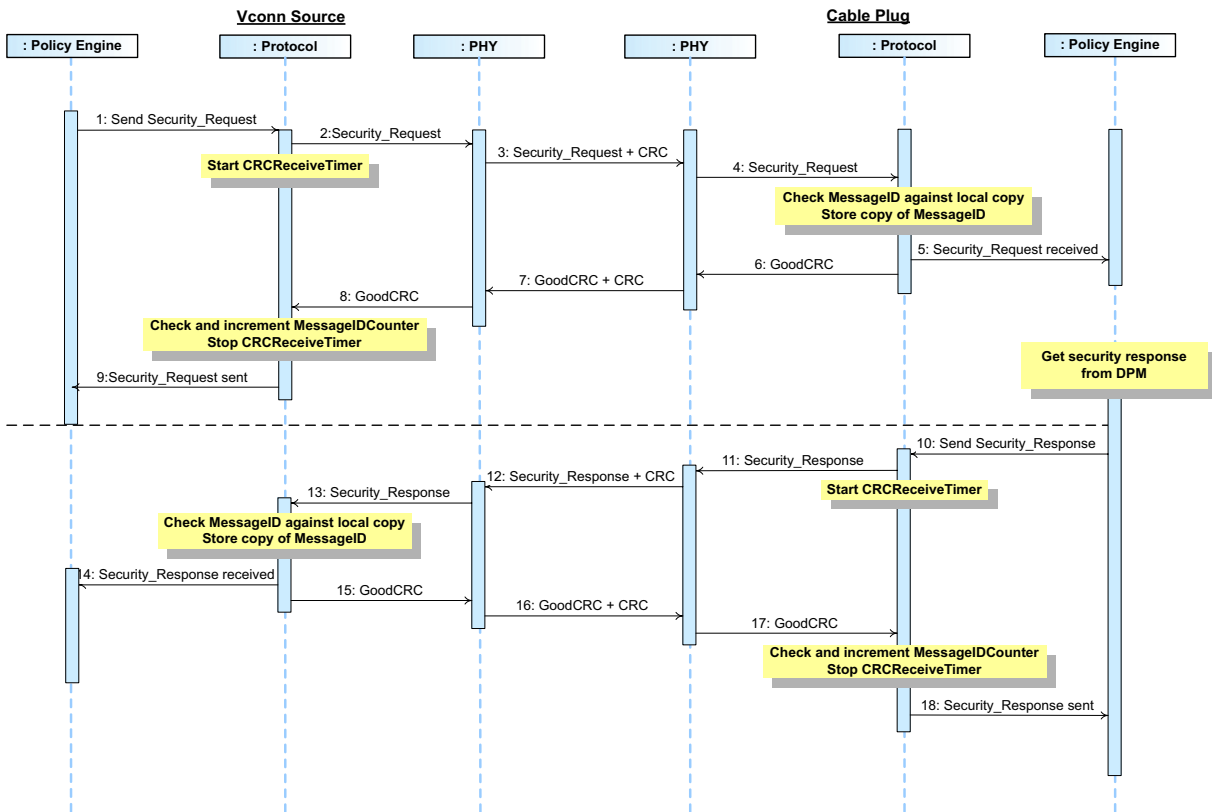 Vconn Source
Cable Plug
: Policy Engine
: Protocol
: PHY
: PHY
: Protocol
: Policy Engine
1: Send Security_Request
2:Security_Request
Start CRCReceiveTimer
3: Security_Request + CRC
4: Security_Request
Check MessageID against local copy
Store copy of MessageID
5: Security_Request received
6: GoodCRC
7: GoodCRC + CRC
8: GoodCRC
Check and increment MessageIDCounter
Stop CRCReceiveTimer
9:Security_Request sent
Get security response
from DPM
10: Send Security_Response
11: Security_Response
Start CRCReceiveTimer
12: Security_Response + CRC
13: Security_Response
Check MessageID against local copy
Store copy of MessageID
14: Security_Response received
15: GoodCRC
16: GoodCRC + CRC
17: GoodCRC
Check and increment MessageIDCounter
Stop CRCReceiveTimer
18: Security_Response sent